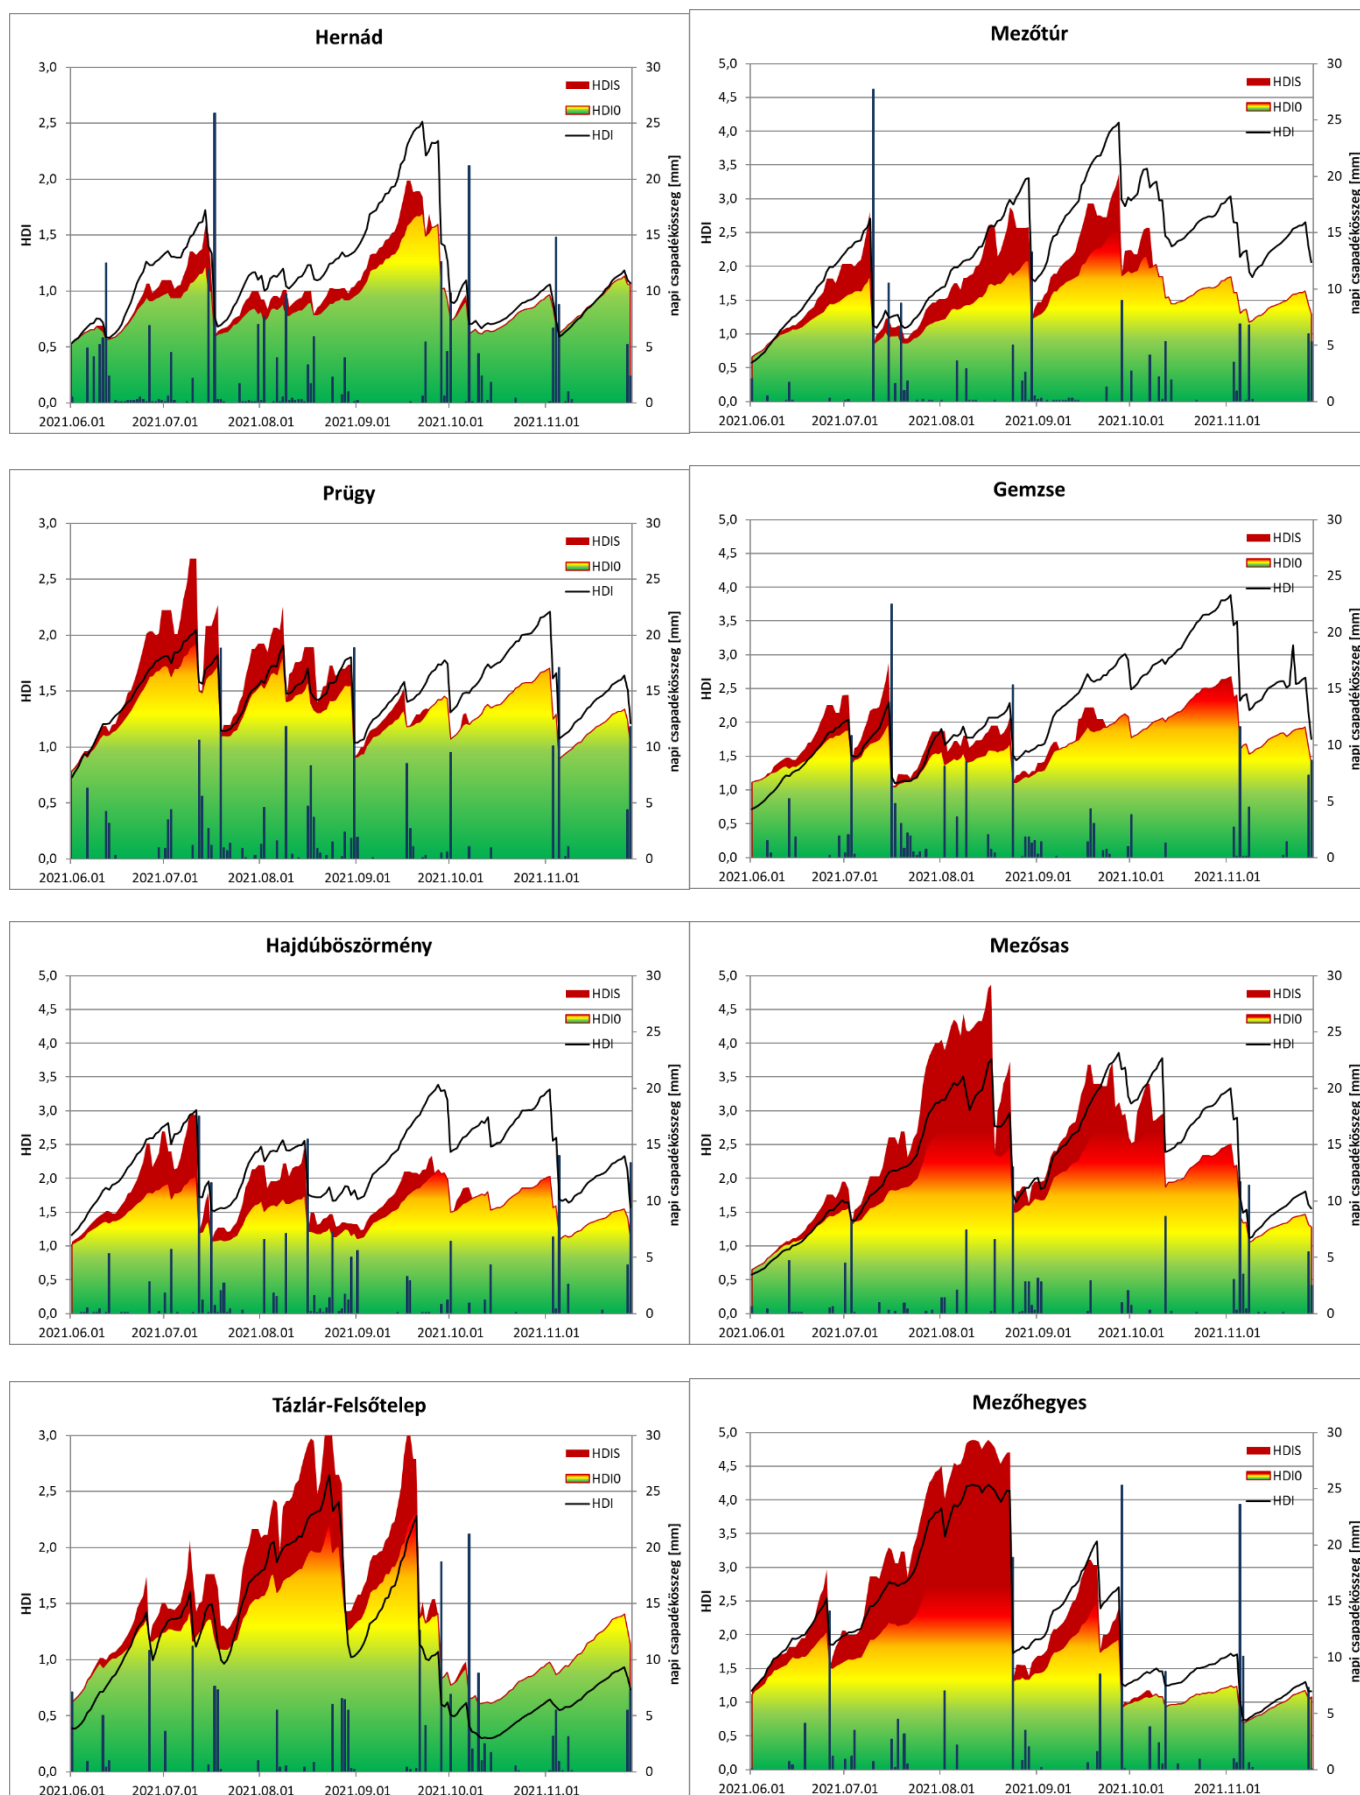 Hernád
3,0
2,5
2,0
1,5
1,0
0,5
0,0
HDI
30
25
20
15
10
5
0
napi csapadékösszeg [mm]
HDIS
HDI0
HDI
2021.06.01 2021.07.01 2021.08.01 2021.09.01 2021.10.01 2021.11.01
Mezőtúr
5,0
4,5
4,0
3,5
3,0
2,5
2,0
1,5
1,0
0,5
0,0
HDI
30
25
20
15
10
5
0
napi csapadékösszeg [mm]
HDIS
HDI0
HDI
2021.06.01 2021.07.01 2021.08.01 2021.09.01 2021.10.01 2021.11.01
Prügy
3,0
2,5
2,0
1,5
1,0
0,5
0,0
HDI
30
25
20
15
10
5
0
napi csapadékösszeg [mm]
HDIS
HDI0
HDI
2021.06.01 2021.07.01 2021.08.01 2021.09.01 2021.10.01 2021.11.01
Gemzse
5,0
4,5
4,0
3,5
3,0
2,5
2,0
1,5
1,0
0,5
0,0
HDI
30
25
20
15
10
5
0
napi csapadékösszeg [mm]
HDIS
HDI0
HDI
2021.06.01 2021.07.01 2021.08.01 2021.09.01 2021.10.01 2021.11.01
Hajdúböszörmény
5,0
4,5
4,0
3,5
3,0
2,5
2,0
1,5
1,0
0,5
0,0
HDI
30
25
20
15
10
5
0
napi csapadékösszeg [mm]
HDIS
HDI0
HDI
2021.06.01 2021.07.01 2021.08.01 2021.09.01 2021.10.01 2021.11.01
Mezősas
5,0
4,5
4,0
3,5
3,0
2,5
2,0
1,5
1,0
0,5
0,0
HDI
30
25
20
15
10
5
0
napi csapadékösszeg [mm]
HDIS
HDI0
HDI
2021.06.01 2021.07.01 2021.08.01 2021.09.01 2021.10.01 2021.11.01
Tázlár-Felsőtelep
3,0
2,5
2,0
1,5
1,0
0,5
0,0
HDI
30
25
20
15
10
5
0
napi csapadékösszeg [mm]
HDIS
HDI0
HDI
2021.06.01 2021.07.01 2021.08.01 2021.09.01 2021.10.01 2021.11.01
Mezőhegyes
5,0
4,5
4,0
3,5
3,0
2,5
2,0
1,5
1,0
0,5
0,0
HDI
30
25
20
15
10
5
0
napi csapadékösszeg [mm]
HDIS
HDI0
HDI
2021.06.01 2021.07.01 2021.08.01 2021.09.01 2021.10.01 2021.11.01